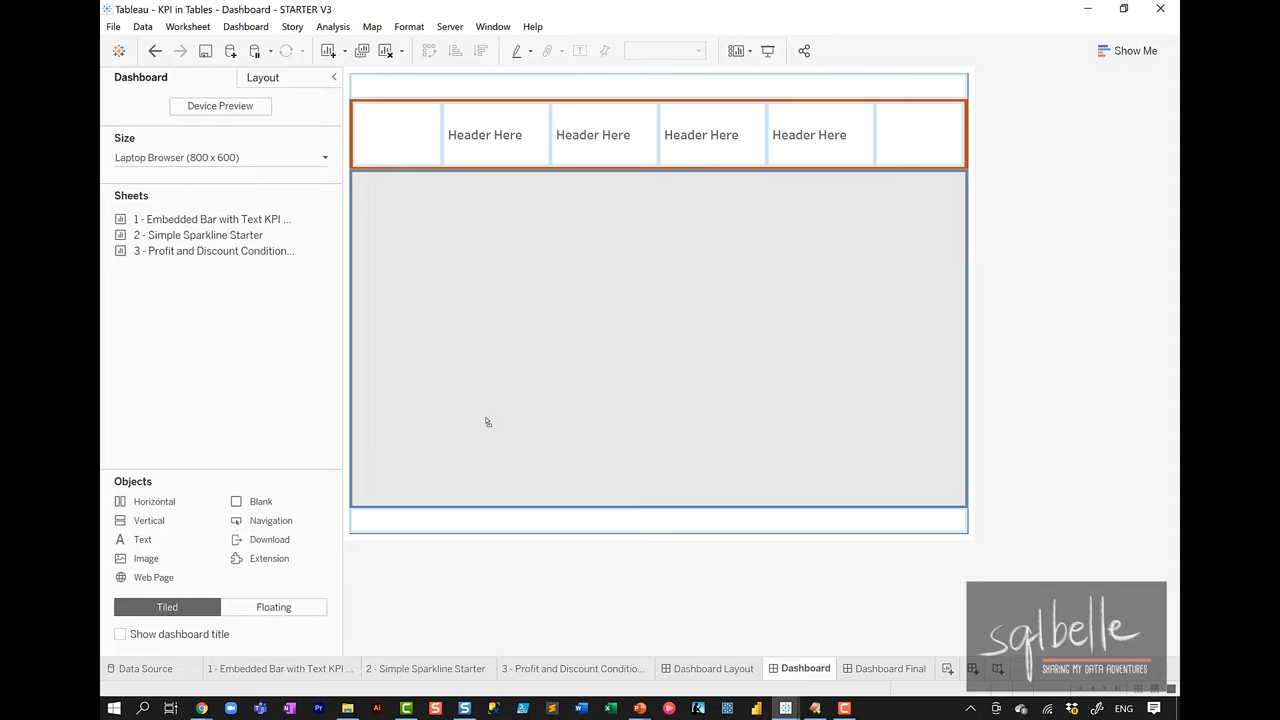 Tableau - KPI in Tables - Dashboard - STARTER V3
File Data Worksheet Dashboard Story Analysis Map Format Server Window Help
Show Me
Dashboard Layout
Device Preview
Size
Laptop Browser (800 x 600)
Sheets
1 - Embedded Bar with Text KPI ...
2 - Simple Sparkline Starter
3 - Profit and Discount Condition...
Header Here Header Here Header Here Header Here
Objects
Horizontal Blank
Vertical Navigation
Text Download
Image Extension
Web Page
Tiled Floating
Show dashboard title
sqlbelle
SHARING MY DATA ADVENTURES
Data Source 1 - Embedded Bar with Text KPI ... 2 - Simple Sparkline Starter 3 - Profit and Discount Conditio... Dashboard Layout Dashboard Dashboard Final
ENG